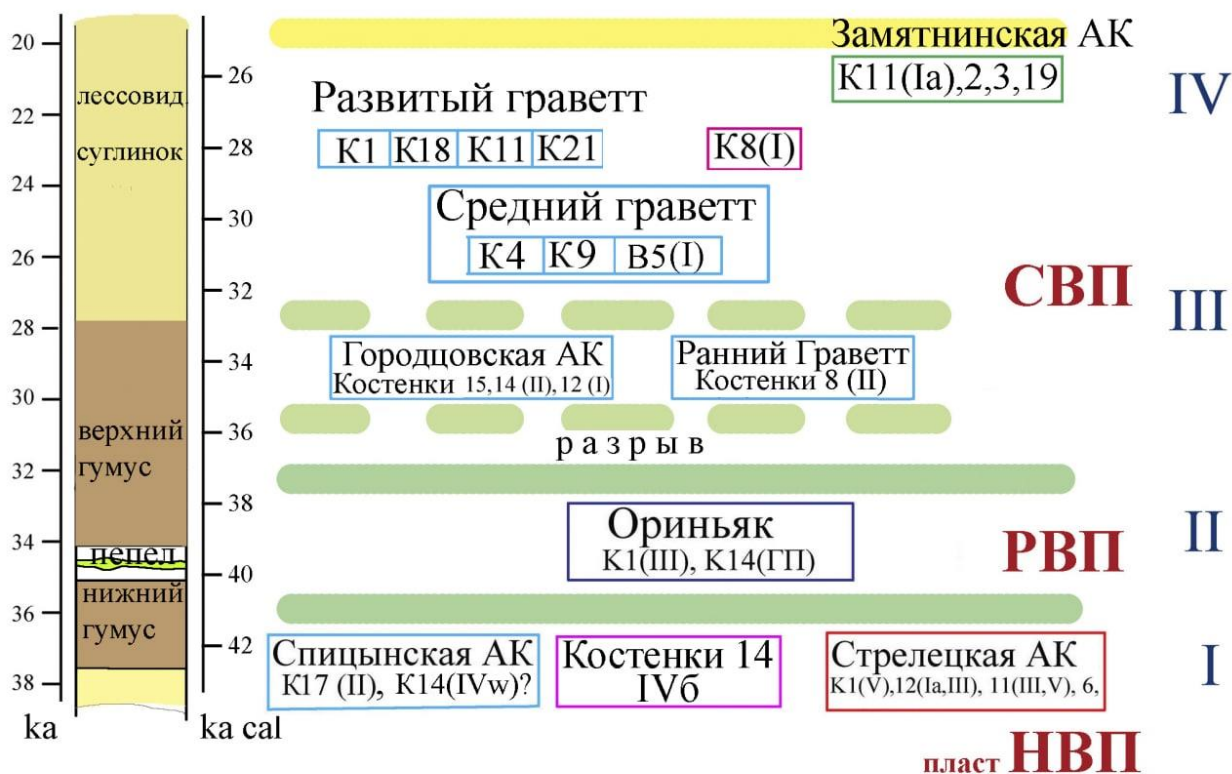 20
22
24
26
28
30
32
34
36
38
ka
лессовид.
суглинок
верхний
гумус
пепел
нижний
гумус
26
28
30
32
34
36
38
40
42
ka cal
Замятнинская АК
К11(Ia),2,3,19
Развитый граветт
К1 К18 К11 К21
К8(I)
Средний граветт
К4 К9 В5(I)
Городцовская АК
Костенки 15,14 (II), 12 (I)
Ранний Граветт
Костенки 8 (II)
разрыв
Ориньяк
К1(III), К14(ГП)
Спицынская АК
К17 (II), К14(IVw)?
Костенки 14
IVб
Стрелецкая АК
К1(V),12(Ia,III), 11(III,V), 6,
СВП
РВП
пласт НВП
IV
III
II
I